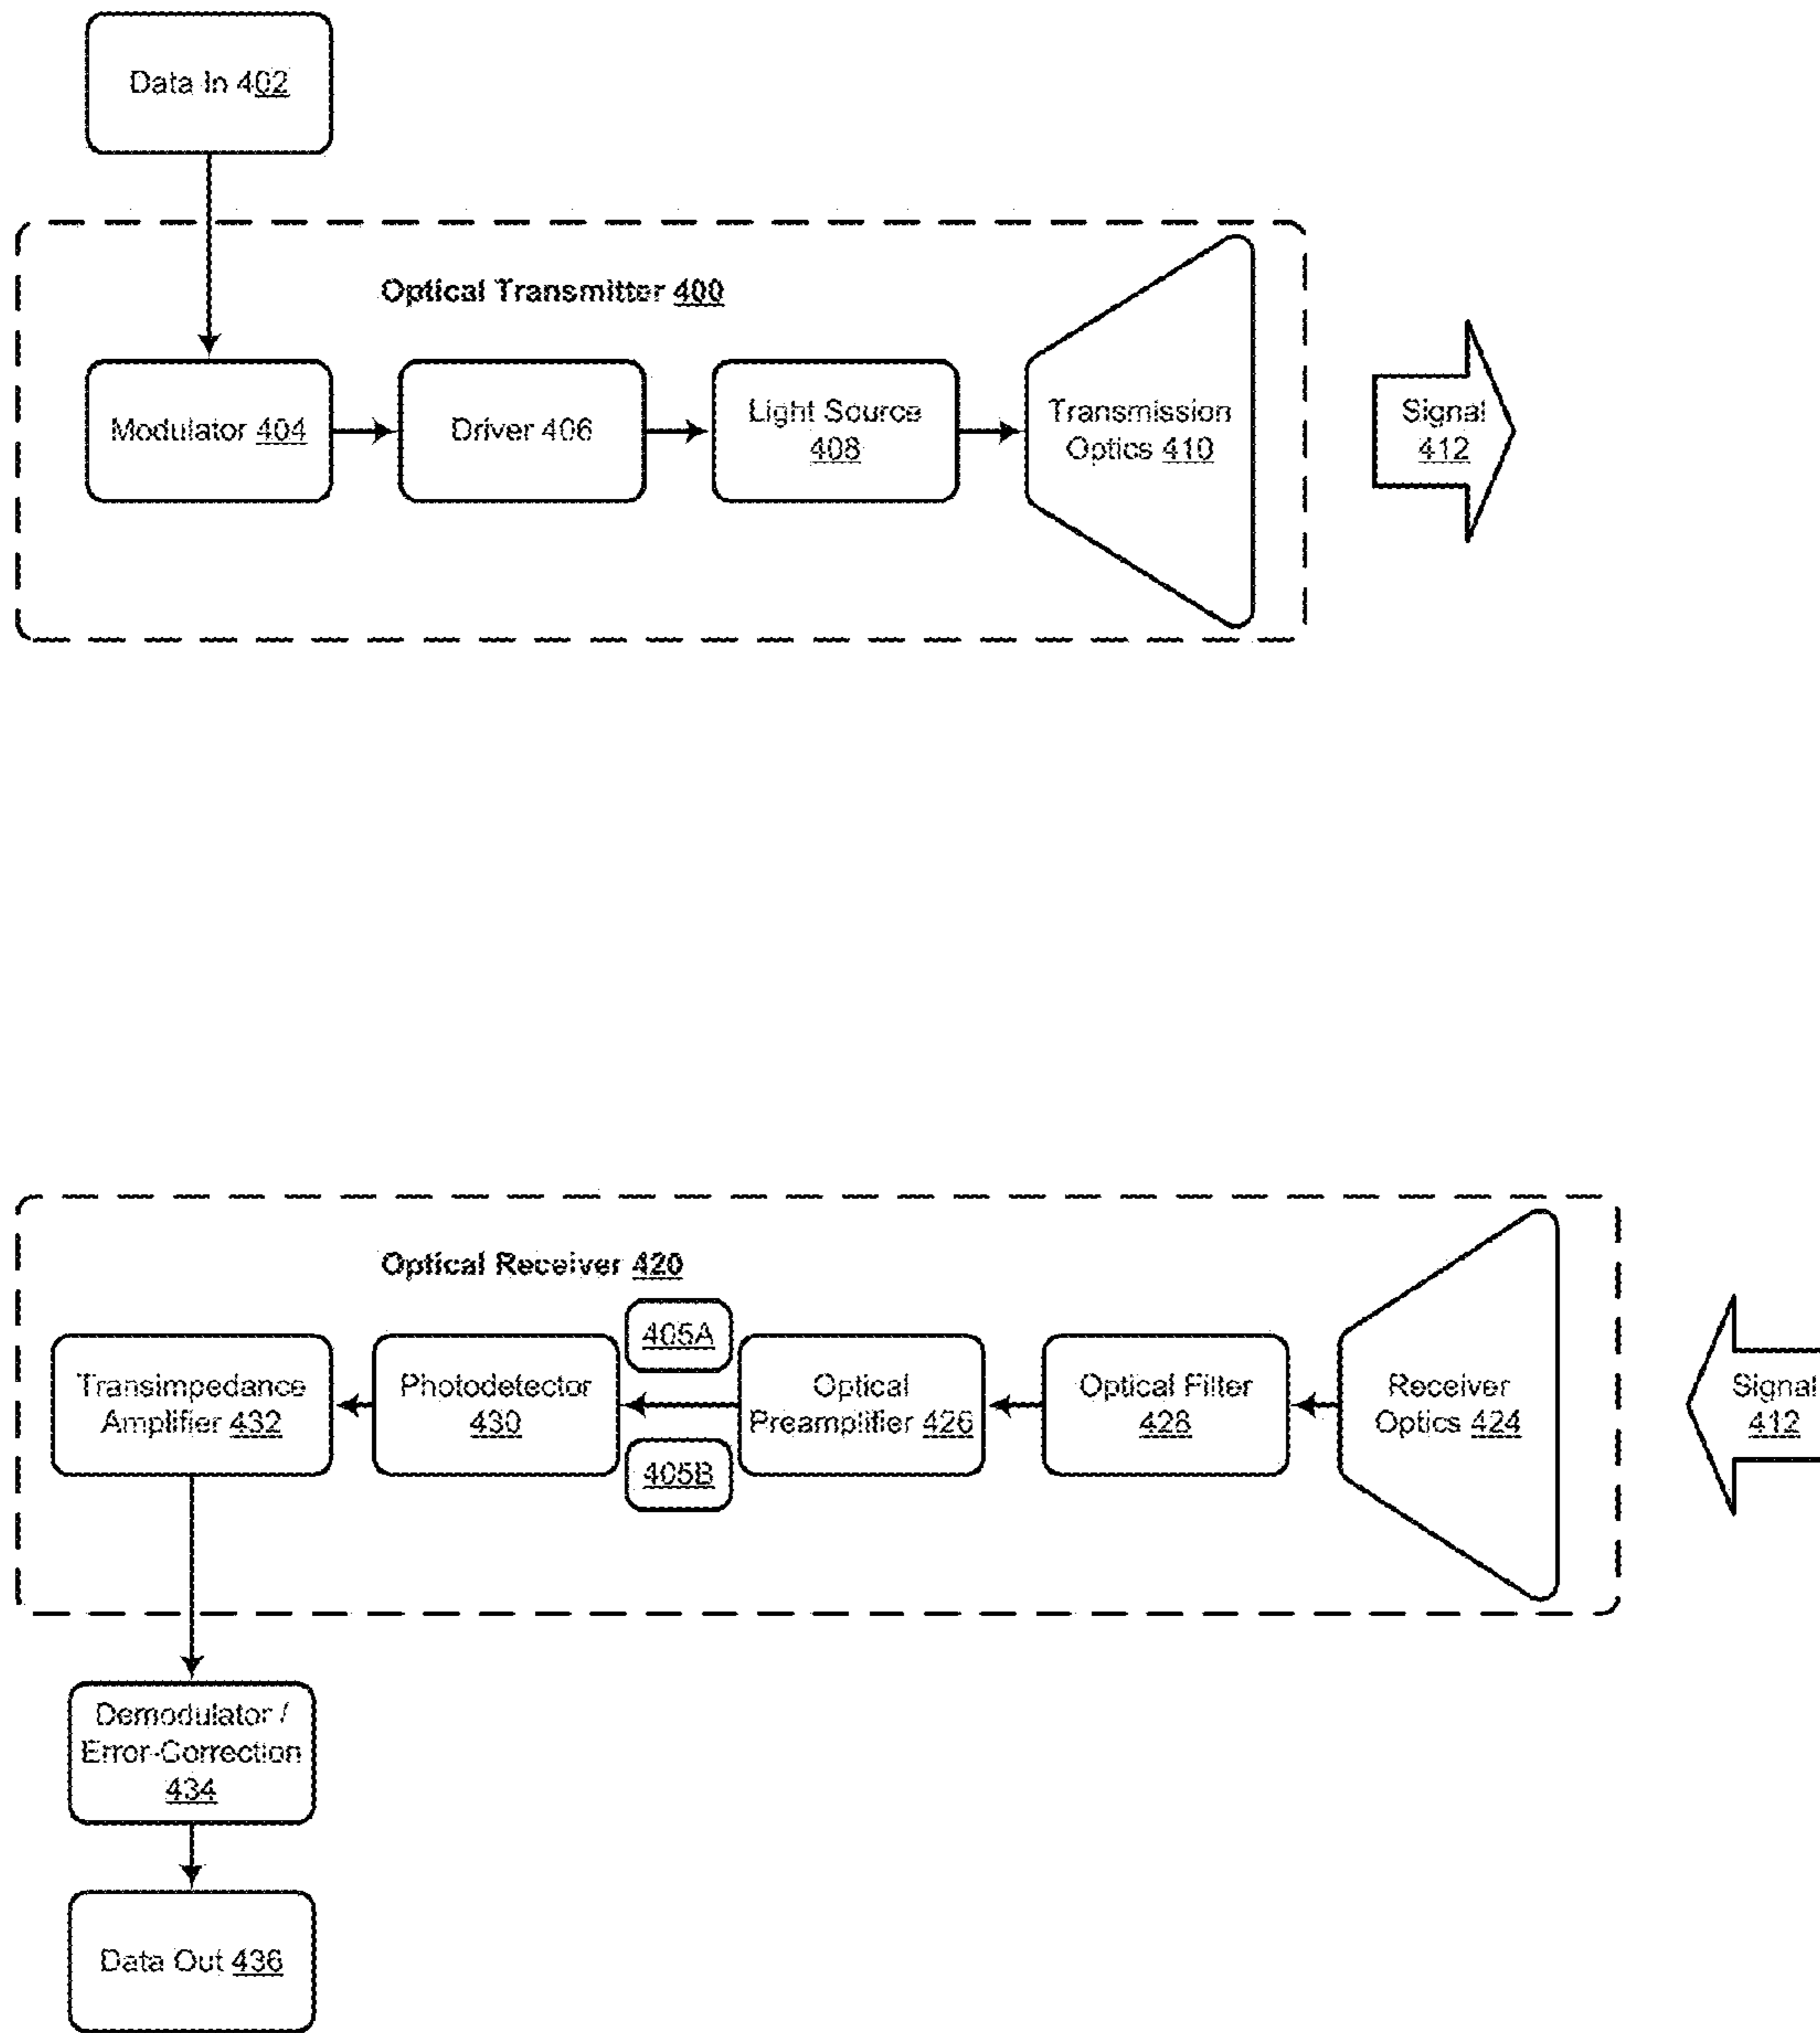 Data In 402
Optical Transmitter 400
Modulator 404
Driver 406
Light Source
408
Transmission
Optics 410
Signal
412
Optical Receiver 420
405A
Transimpedance
Amplifier 432
Photodetector
430
Optical
Preamplifier 426
Optical Filter
428
Receiver
Optics 424
Signal
412
405B
Demodulator /
Error-Correction
434
Data Out 436